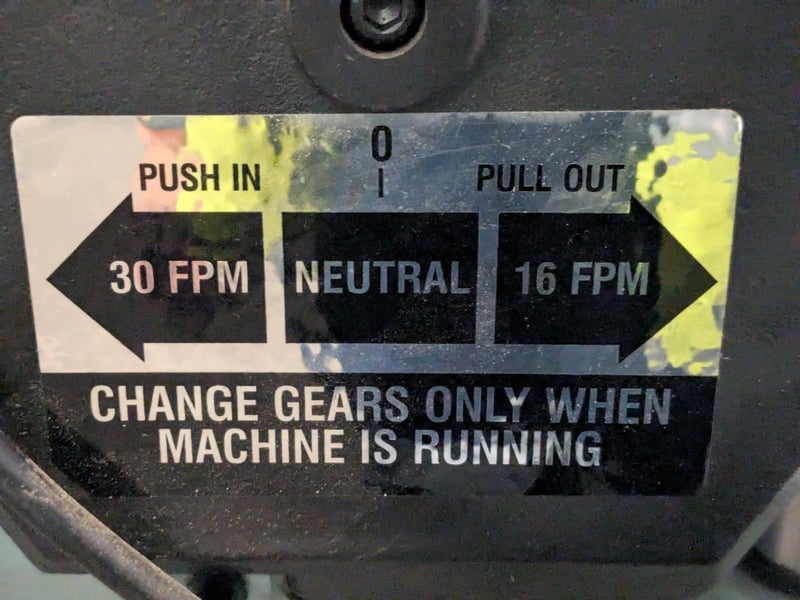 0
PUSH IN | PULL OUT
30 FPM NEUTRAL 16 FPM
CHANGE GEARS ONLY WHEN
MACHINE IS RUNNING